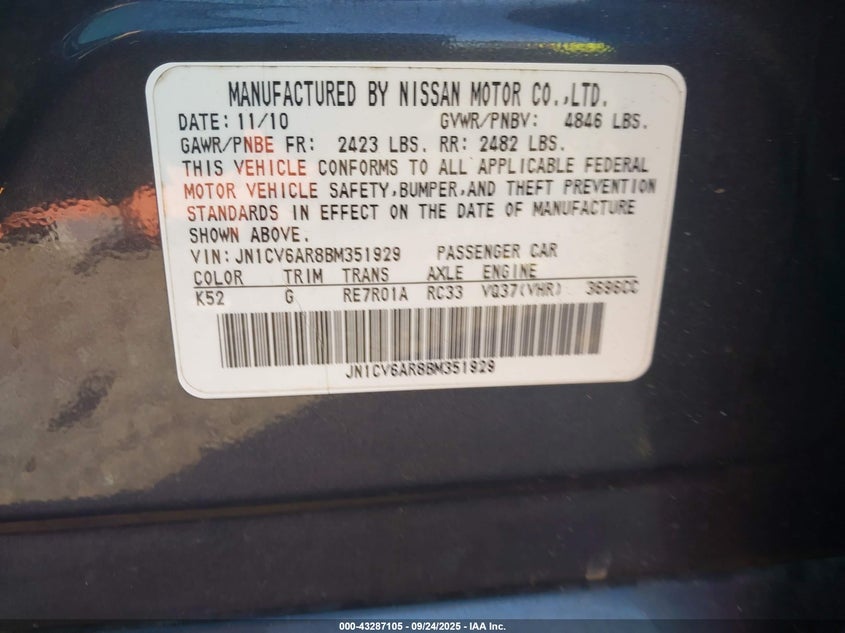 MANUFACTURED BY NISSAN MOTOR CO.,LTD.
DATE: 11/10 GVWR/PNBV: 4846 LBS.
GAWR/PNBE FR: 2423 LBS. RR: 2482 LBS.
THIS VEHICLE CONFORMS TO ALL APPLICABLE FEDERAL
MOTOR VEHICLE SAFETY,BUMPER,AND THEFT PREVENTION
STANDARDS IN EFFECT ON THE DATE OF MANUFACTURE
SHOWN ABOVE.
VIN: JN1CV6AR8BM351929 PASSENGER CAR
COLOR TRIM TRANS AXLE ENGINE
K52 G RE7R01A RC33 VQ37(VHR) 3696CC
JN1CV6AR8BM351929
000-43287105 - 09/24/2025 - IAA Inc.